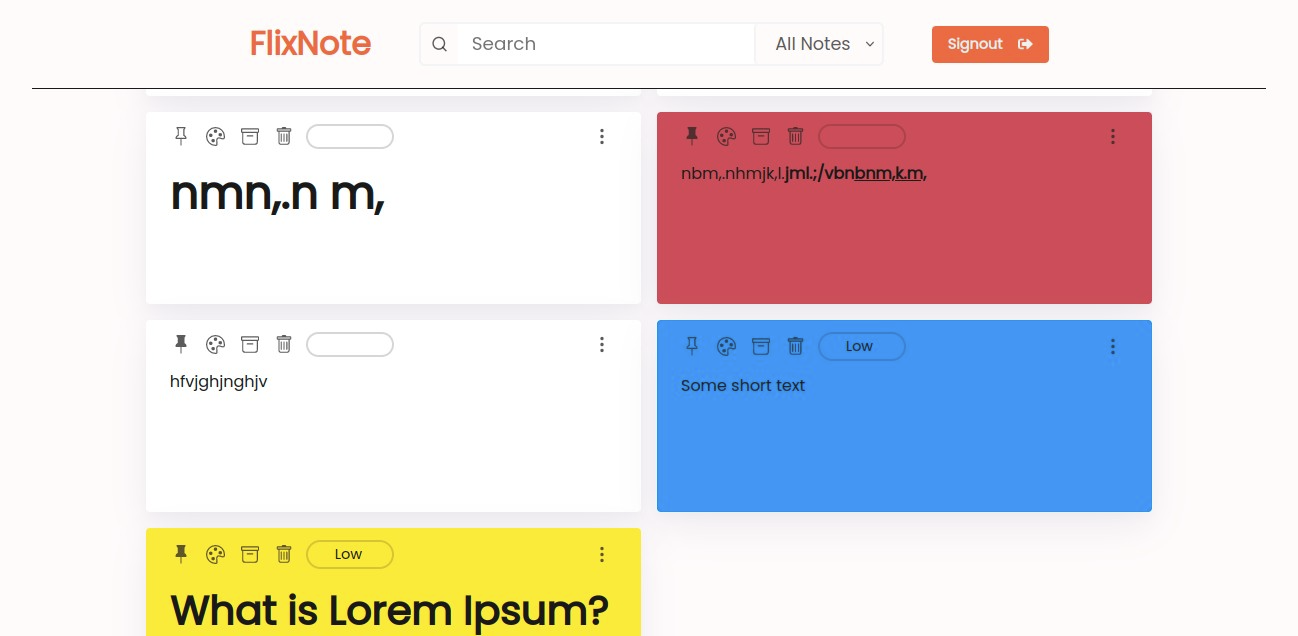 FlixNote
Search
All Notes
Signout
nmn,.n m,
nbm,.nhmjk,l.jml.;/vbnbnm,k.m,
hfvjghjnghjv
Low
Some short text
Low
What is Lorem Ipsum?